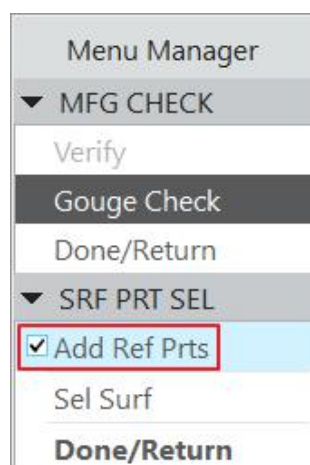 Menu Manager
MFG CHECK
Verify
Gouge Check
Done/Return
SRF PRT SEL
Add Ref Prts
Sel Surf
Done/Return